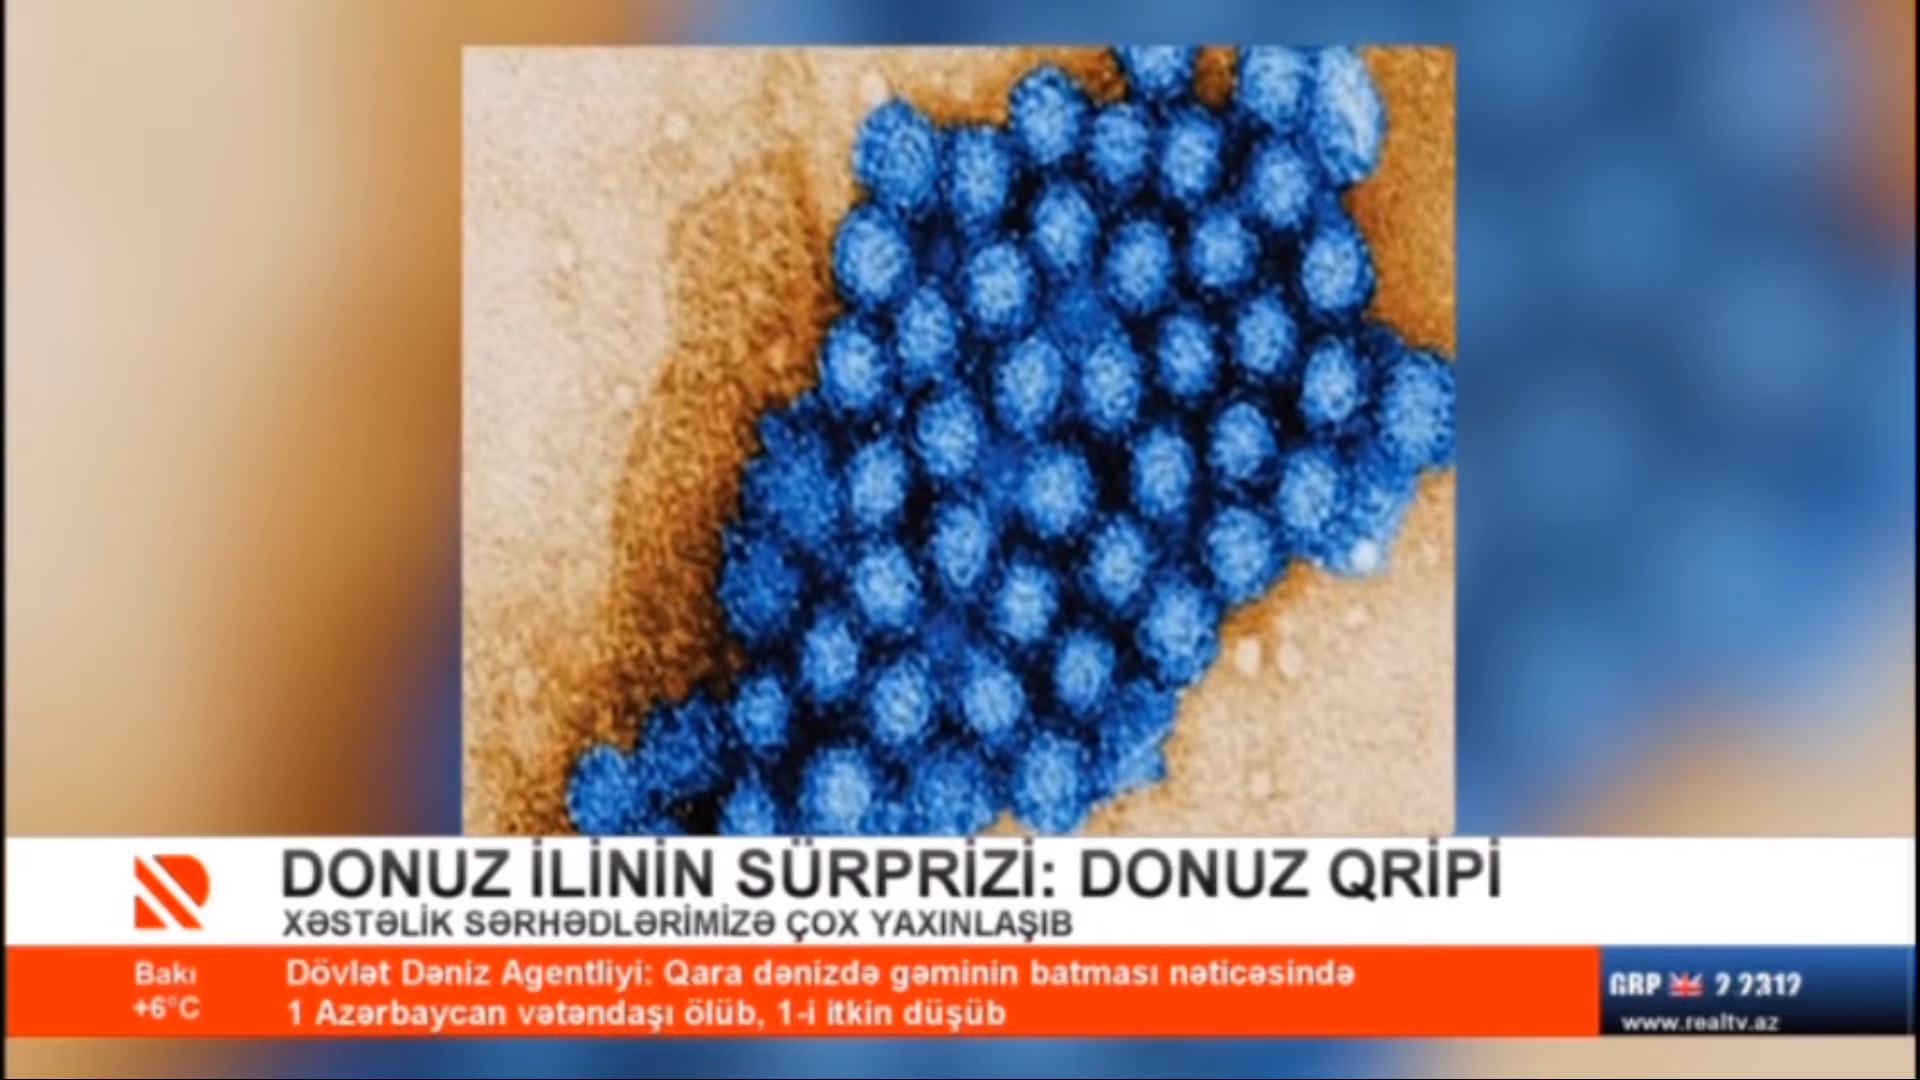 DONUZ İLİNİN SÜRPRİZİ: DONUZ QRİPİ
XƏSTƏLİK SƏRHƏDLƏRİMİZƏ ÇOX YAXINLAŞIB
Bakı
+6°C
Dövlət Dəniz Agentliyi: Qara dənizdə gəminin batması nəticəsində
1 Azərbaycan vətəndaşı ölüb, 1-i itkin düşüb
GBP 2.2312
www.realtv.az